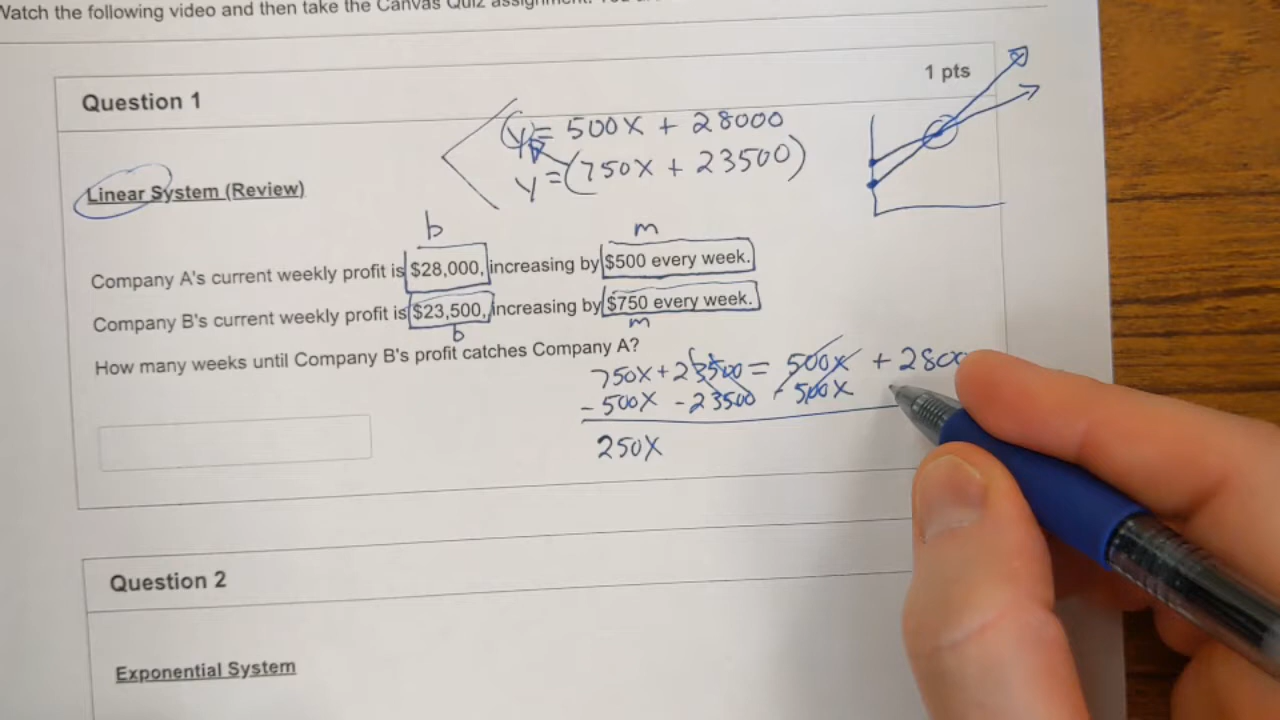 Watch the following video and then take the Canvas Quiz assignment.
Question 1
1 pts
y = 500x + 28000
y = (750x + 23500)
Linear System (Review)
b
m
Company A's current weekly profit is $28,000, increasing by $500 every week.
Company B's current weekly profit is $23,500, increasing by $750 every week.
b
m
How many weeks until Company B's profit catches Company A?
750x + 23500 = 500x + 2800
- 500x - 23500 - 500x
250x
Question 2
Exponential System